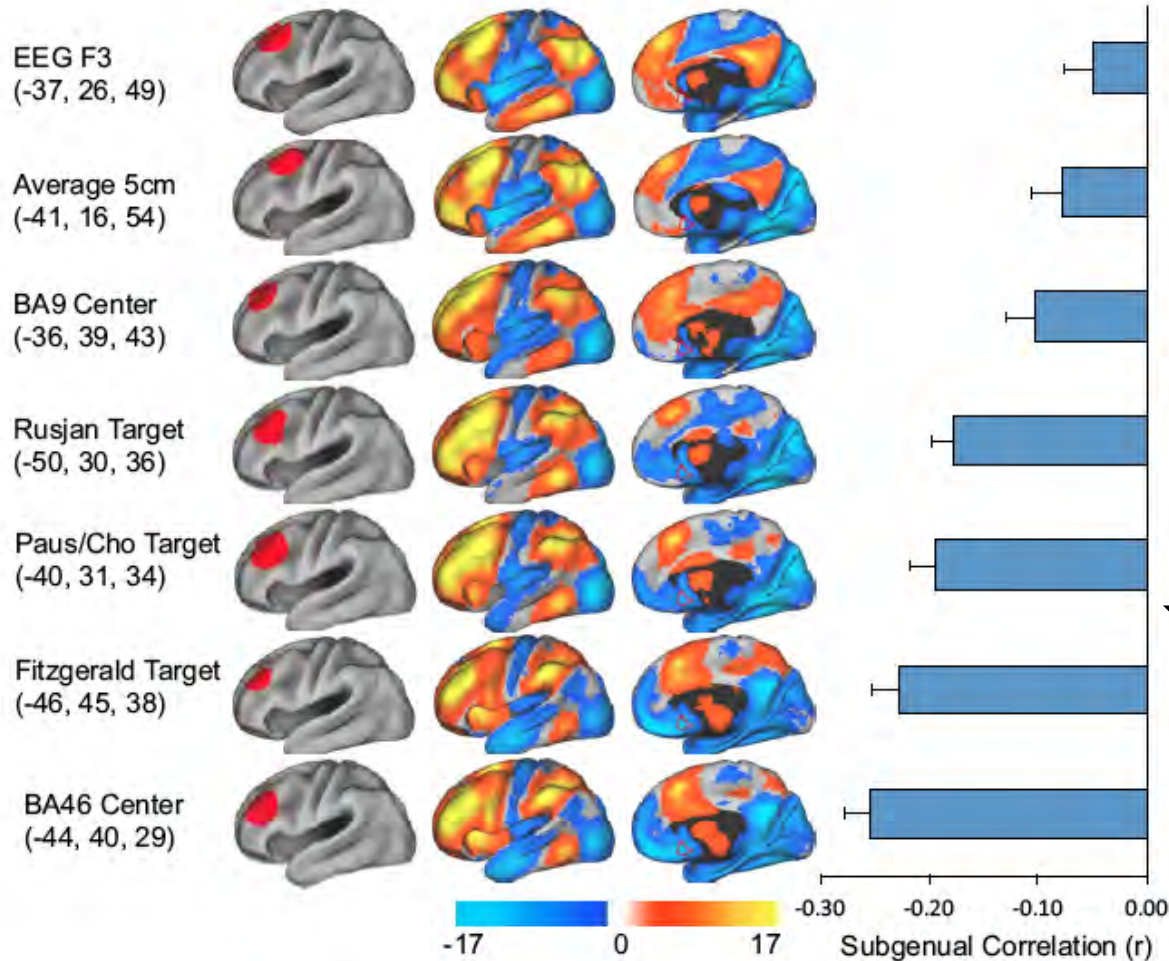 EEG F3
(-37, 26, 49)
Average 5cm
(-41, 16, 54)
BA9 Center
(-36, 39, 43)
Rusjan Target
(-50, 30, 36)
Paus/Cho Target
(-40, 31, 34)
Fitzgerald Target
(-46, 45, 38)
BA46 Center
(-44, 40, 29)
-17 0 17
-0.30 -0.20 -0.10 0.00
Subgenual Correlation (r)